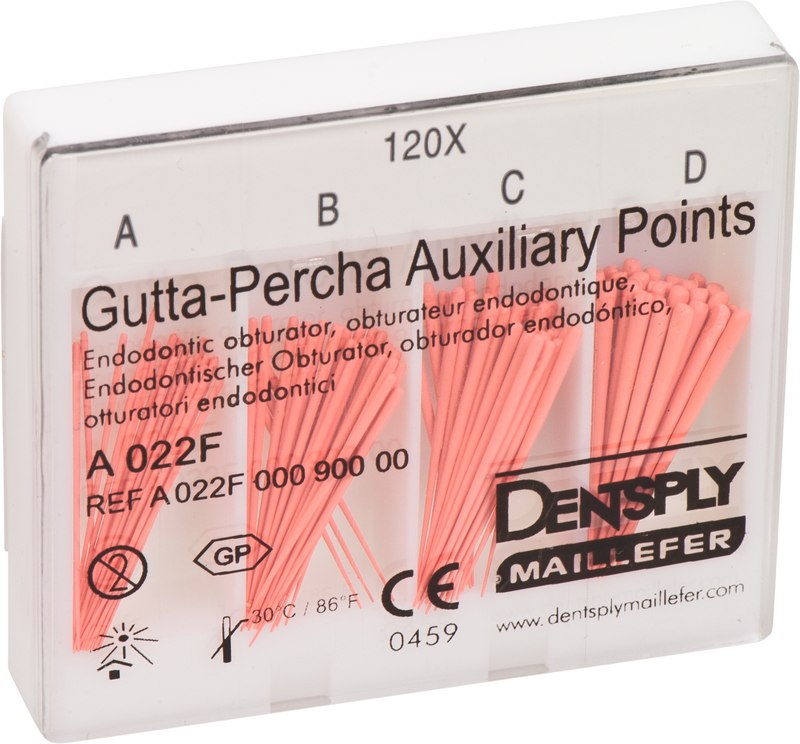 120X
A B C D
Gutta-Percha Auxiliary Points
Endodontic obturator, obturateur endodontique,
Endodontischer Obturator, obturador endodóntico,
otturatori endodontici
A 022F
REF A 022F 000 900 00
DENTSPLY
MAILLEFER
2
GP
30°C / 86°F
CE
0459
www.dentsplymaillefer.com